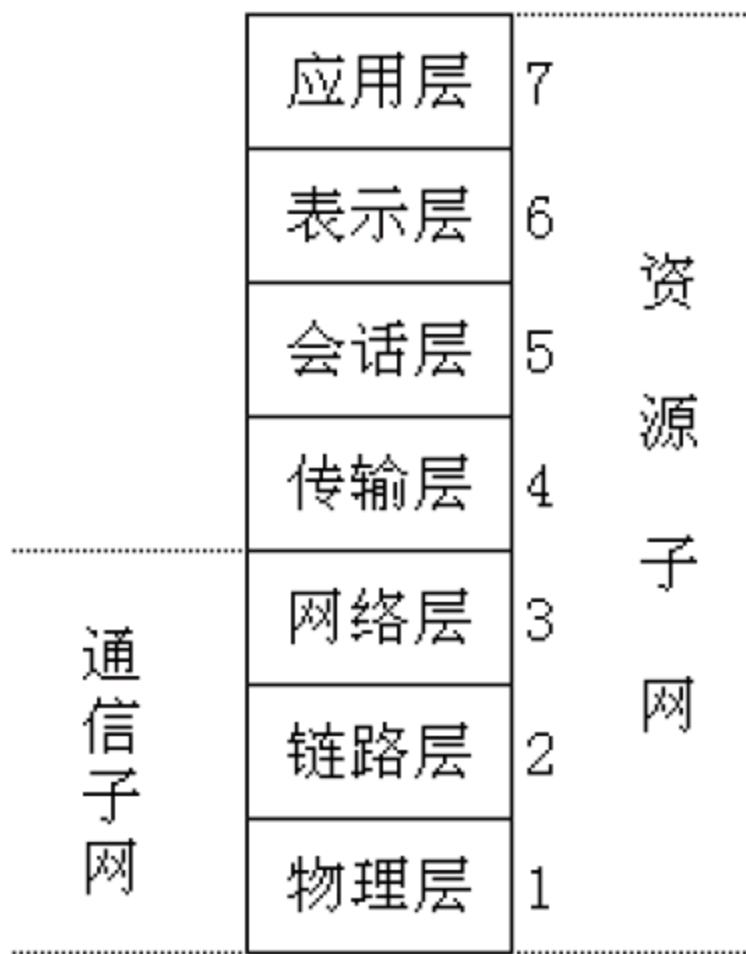 应用层 7
表示层 6
会话层 5
传输层 4
网络层 3
链路层 2
物理层 1
通信子网
资源子网